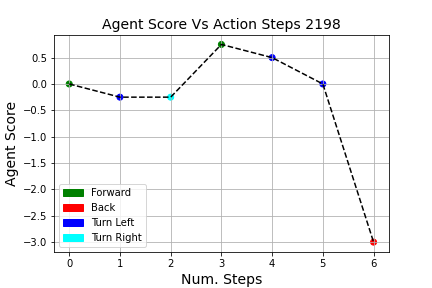 Agent Score Vs Action Steps 2198
Agent Score
0.5
0.0
−0.5
−1.0
−1.5
−2.0
−2.5
−3.0
Forward
Back
Turn Left
Turn Right
0 1 2 3 4 5 6
Num. Steps